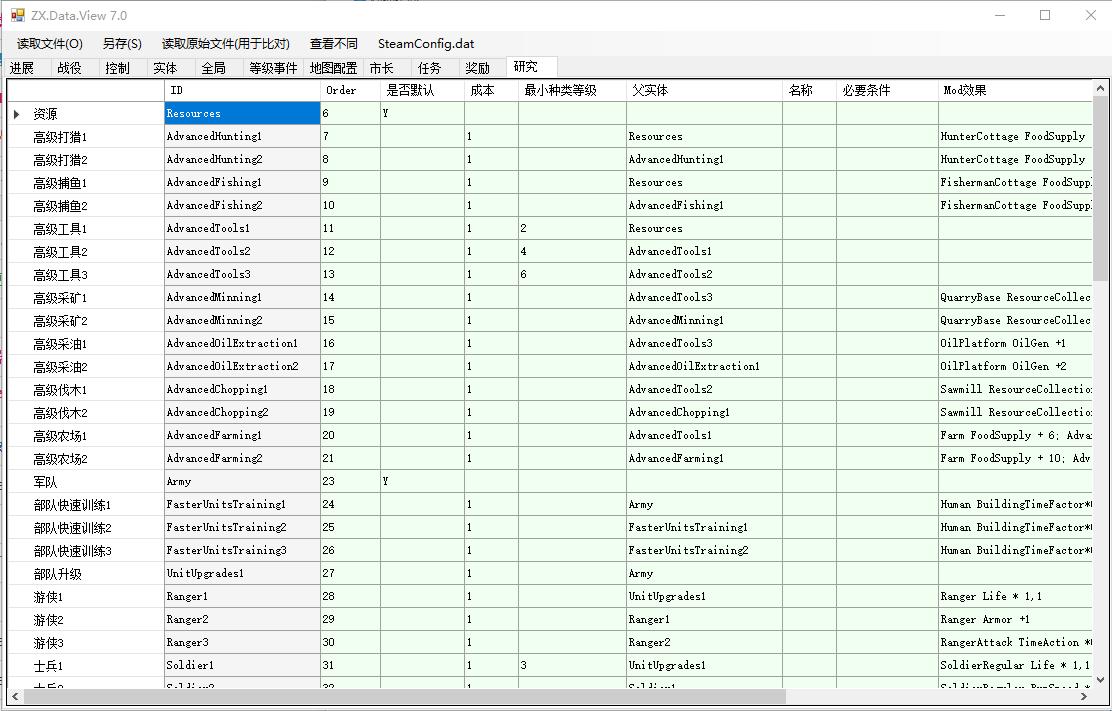 ZX.Data.View 7.0
读取文件(O) 另存(S) 读取原始文件(用于比对) 查看不同 SteamConfig.dat
进展 战役 控制 实体 全局 等级事件 地图配置 市长 任务 奖励 研究
ID Order 是否默认 成本 最小种类等级 父实体 名称 必要条件 Mod效果
资源 Resources 6 Y
高级打猎1 AdvancedHunting1 7 1 Resources HunterCottage FoodSupply
高级打猎2 AdvancedHunting2 8 1 AdvancedHunting1 HunterCottage FoodSupply
高级捕鱼1 AdvancedFishing1 9 1 Resources FishermanCottage FoodSuppl
高级捕鱼2 AdvancedFishing2 10 1 AdvancedFishing1 FishermanCottage FoodSuppl
高级工具1 AdvancedTools1 11 1 2 Resources
高级工具2 AdvancedTools2 12 1 4 AdvancedTools1
高级工具3 AdvancedTools3 13 1 6 AdvancedTools2
高级采矿1 AdvancedMinning1 14 1 AdvancedTools3 QuarryBase ResourceCollec
高级采矿2 AdvancedMinning2 15 1 AdvancedMinning1 QuarryBase ResourceCollec
高级采油1 AdvancedOilExtraction1 16 1 AdvancedTools3 OilPlatform OilGen +1
高级采油2 AdvancedOilExtraction2 17 1 AdvancedOilExtraction1 OilPlatform OilGen +2
高级伐木1 AdvancedChopping1 18 1 AdvancedTools2 Sawmill ResourceCollectio
高级伐木2 AdvancedChopping2 19 1 AdvancedChopping1 Sawmill ResourceCollectio
高级农场1 AdvancedFarming1 20 1 AdvancedTools1 Farm FoodSupply + 6; Adva
高级农场2 AdvancedFarming2 21 1 AdvancedFarming1 Farm FoodSupply + 10; Adv
军队 Army 23 Y
部队快速训练1 FasterUnitsTraining1 24 1 Army Human BuildingTimeFactor*
部队快速训练2 FasterUnitsTraining2 25 1 FasterUnitsTraining1 Human BuildingTimeFactor*
部队快速训练3 FasterUnitsTraining3 26 1 FasterUnitsTraining2 Human BuildingTimeFactor*
部队升级 UnitUpgrades1 27 1 Army
游侠1 Ranger1 28 1 UnitUpgrades1 Ranger Life * 1,1
游侠2 Ranger2 29 1 Ranger1 Ranger Armor +1
游侠3 Ranger3 30 1 Ranger2 RangerAttack TimeAction *
士兵1 Soldier1 31 1 3 UnitUpgrades1 SoldierRegular Life * 1,1
士兵2 Soldier2 32 1 Soldier1 SoldierRegular RunSpeed *